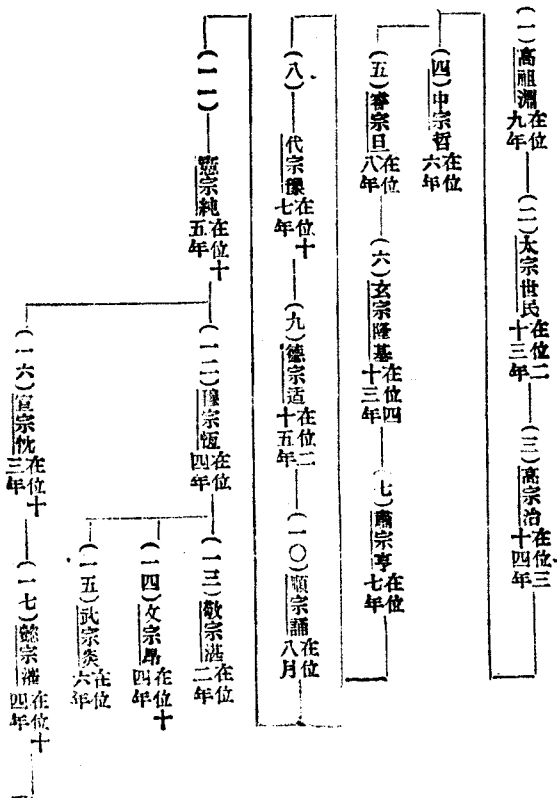 (一)高祖淵在位九年
(二)太宗世民在位二十三年
(三)高宗治在位三十四年
(四)中宗哲在位六年
(五)睿宗旦在位八年
(六)玄宗隆基在位四十三年
(七)肅宗亨在位七年
(八)代宗豫在位十七年
(九)德宗适在位二十五年
(一〇)順宗誦在位八月
(一一)憲宗純在位十五年
(一二)穆宗恆在位四年
(一三)敬宗湛在位二年
(一四)文宗昂在位十四年
(一五)武宗炎在位六年
(一六)宣宗忱在位十三年
(一七)懿宗漼在位十四年